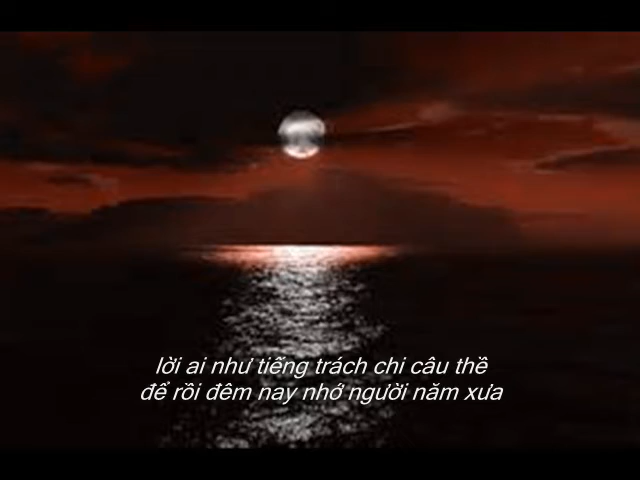 lời ai như tiếng trách chi câu thề
để rồi đêm nay nhớ người năm xưa